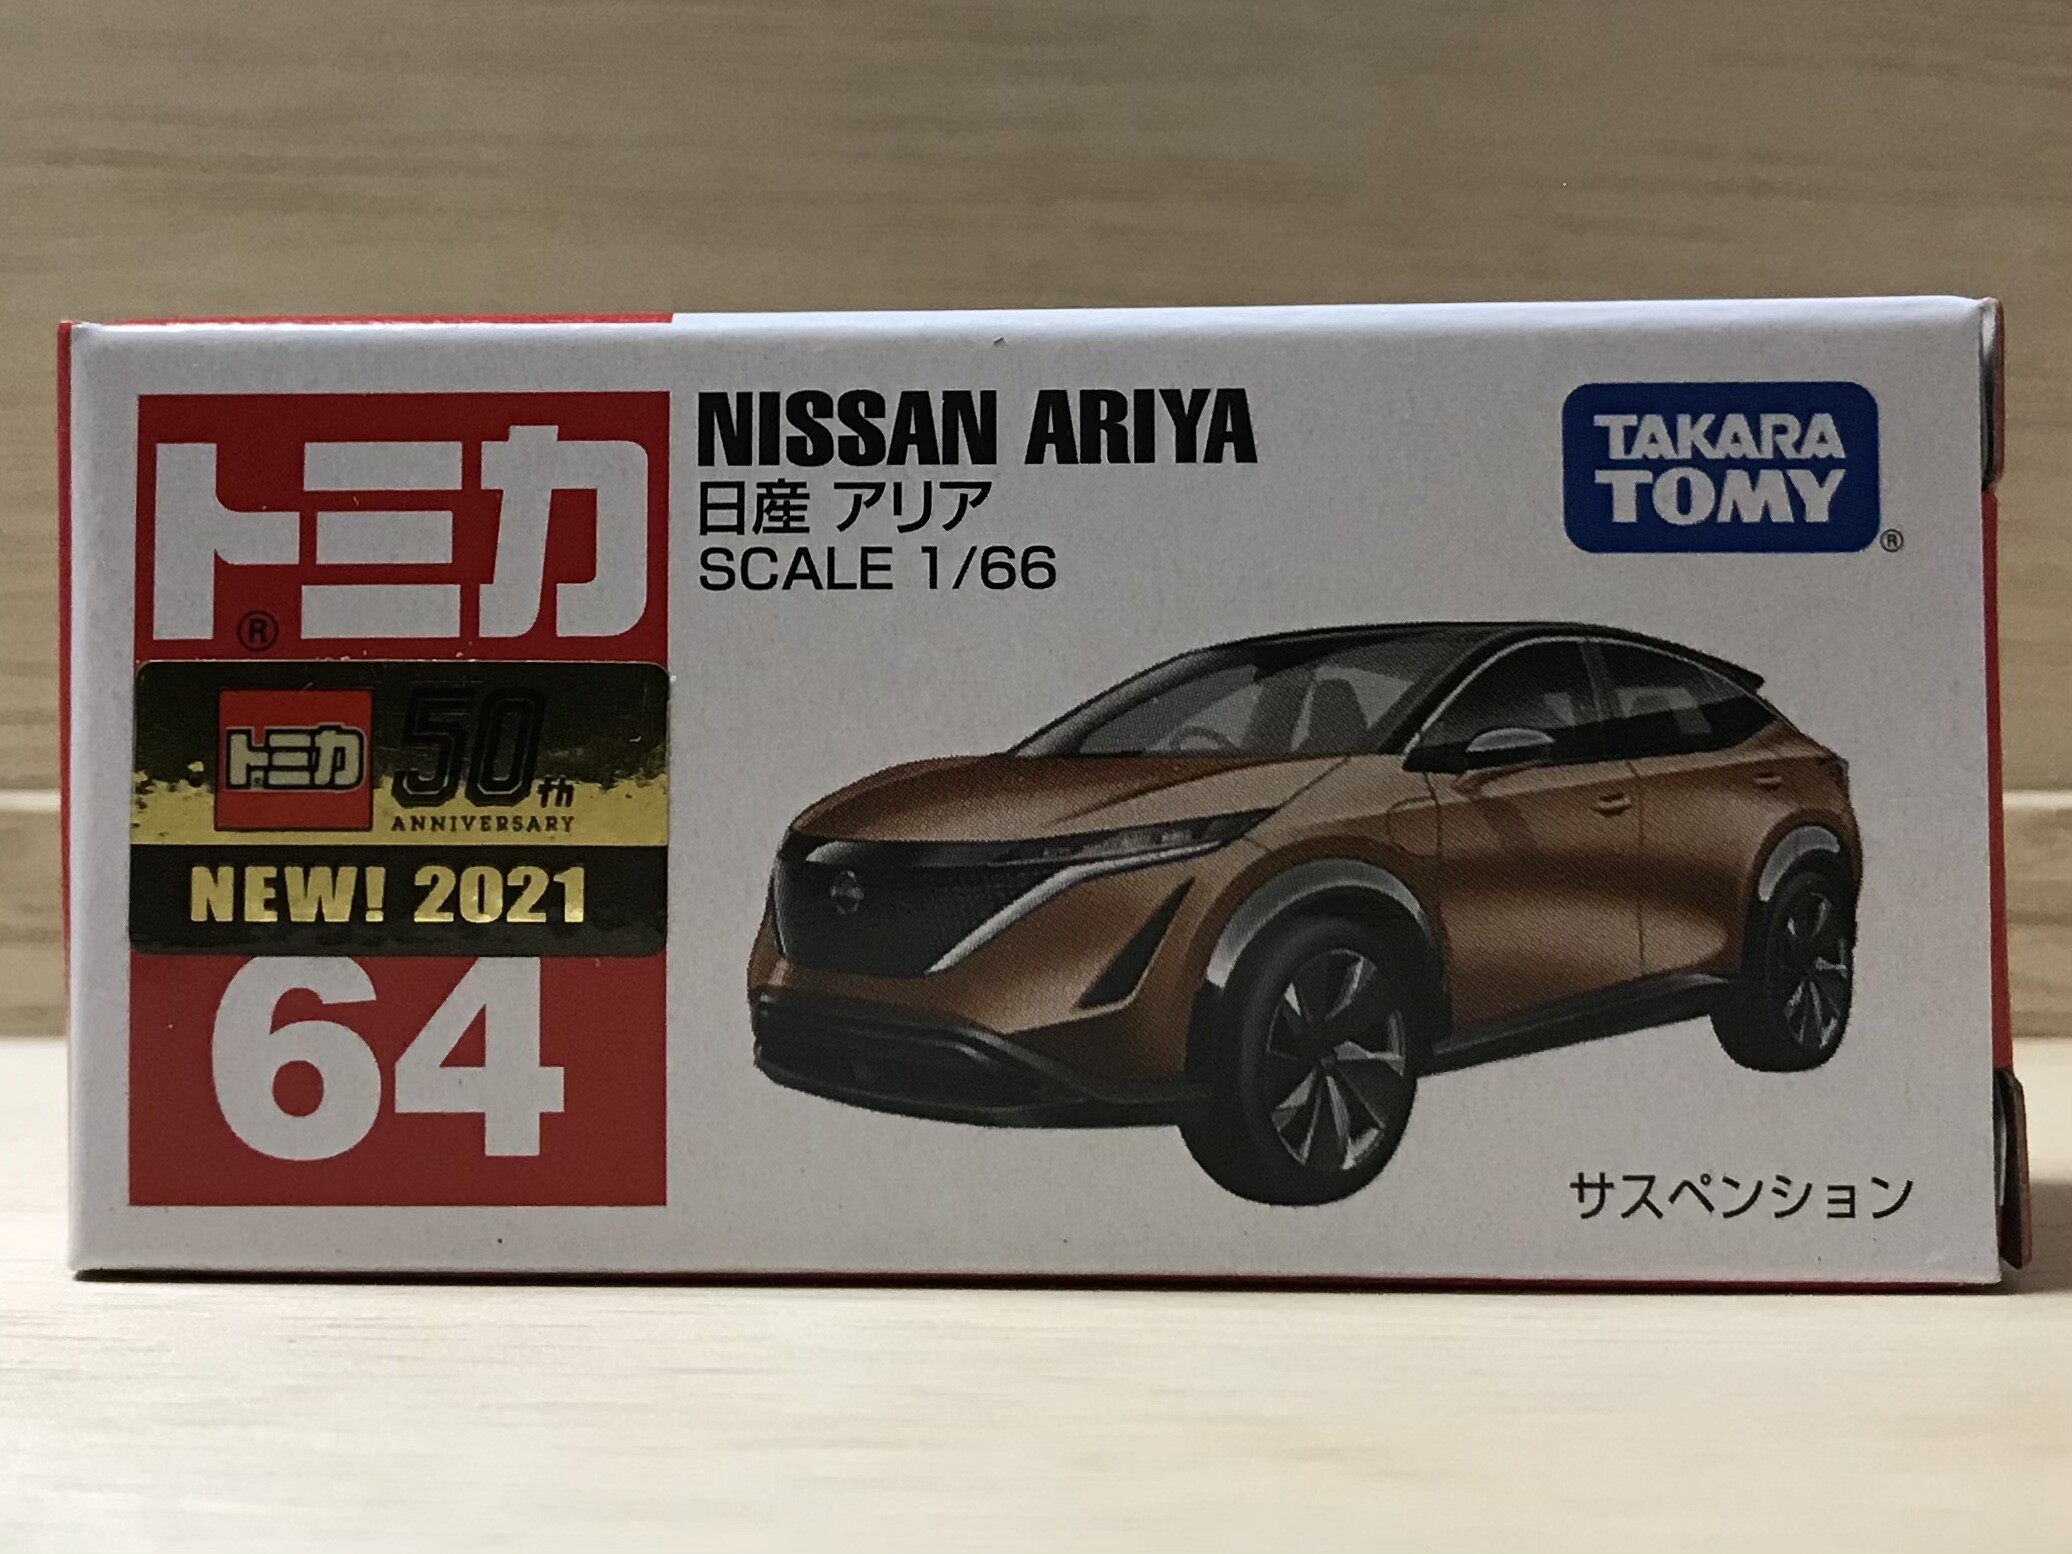 トミカ
®
トミカ 50th
ANNIVERSARY
NEW! 2021
64
NISSAN ARIYA
日産 アリア
SCALE 1/66
TAKARA
TOMY
®
サスペンション